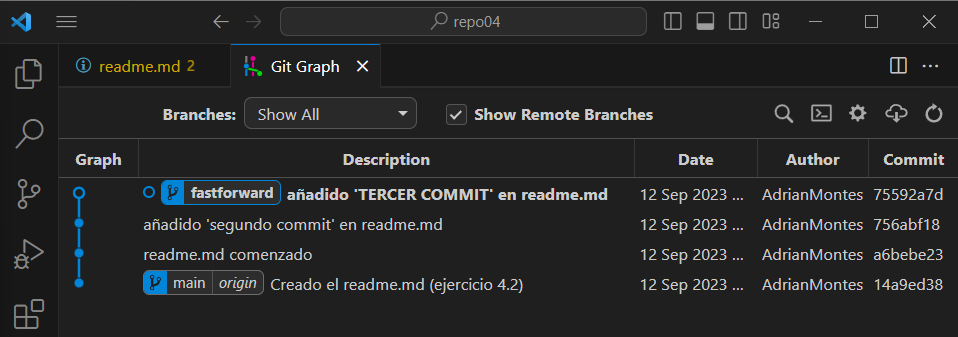 repo04
readme.md 2 Git Graph
Branches: Show All Show Remote Branches
Graph Description Date Author Commit
fastforward añadido 'TERCER COMMIT' en readme.md 12 Sep 2023 ... AdrianMontes 75592a7d
añadido 'segundo commit' en readme.md 12 Sep 2023 ... AdrianMontes 756abf18
readme.md comenzado 12 Sep 2023 ... AdrianMontes a6bebe23
main origin Creado el readme.md (ejercicio 4.2) 12 Sep 2023 ... AdrianMontes 14a9ed38